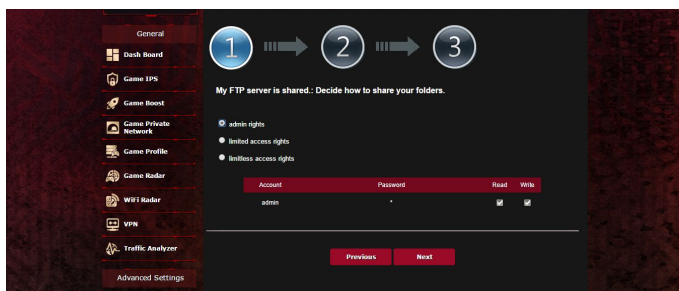 General
Dash Board
Game IPS
Game Boost
Game Private
Network
Game Profile
Game Radar
WiFi Radar
VPN
Traffic Analyzer
Advanced Settings
1 2 3
My FTP server is shared.: Decide how to share your folders.
admin rights
limited access rights
limitless access rights
Account Password Read Write
admin *
Previous Next